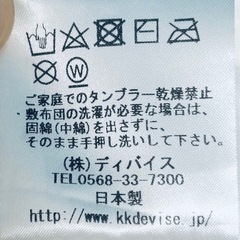 W
ご家庭でのタンブラー乾燥禁止
敷布団の洗濯が必要な場合は、
固綿(中綿)を出さずに、
そのまま手押し洗いして下さい。
(株)ディバイス
TEL0568-33-7300
日本製
http://www.kkdevise.jp/